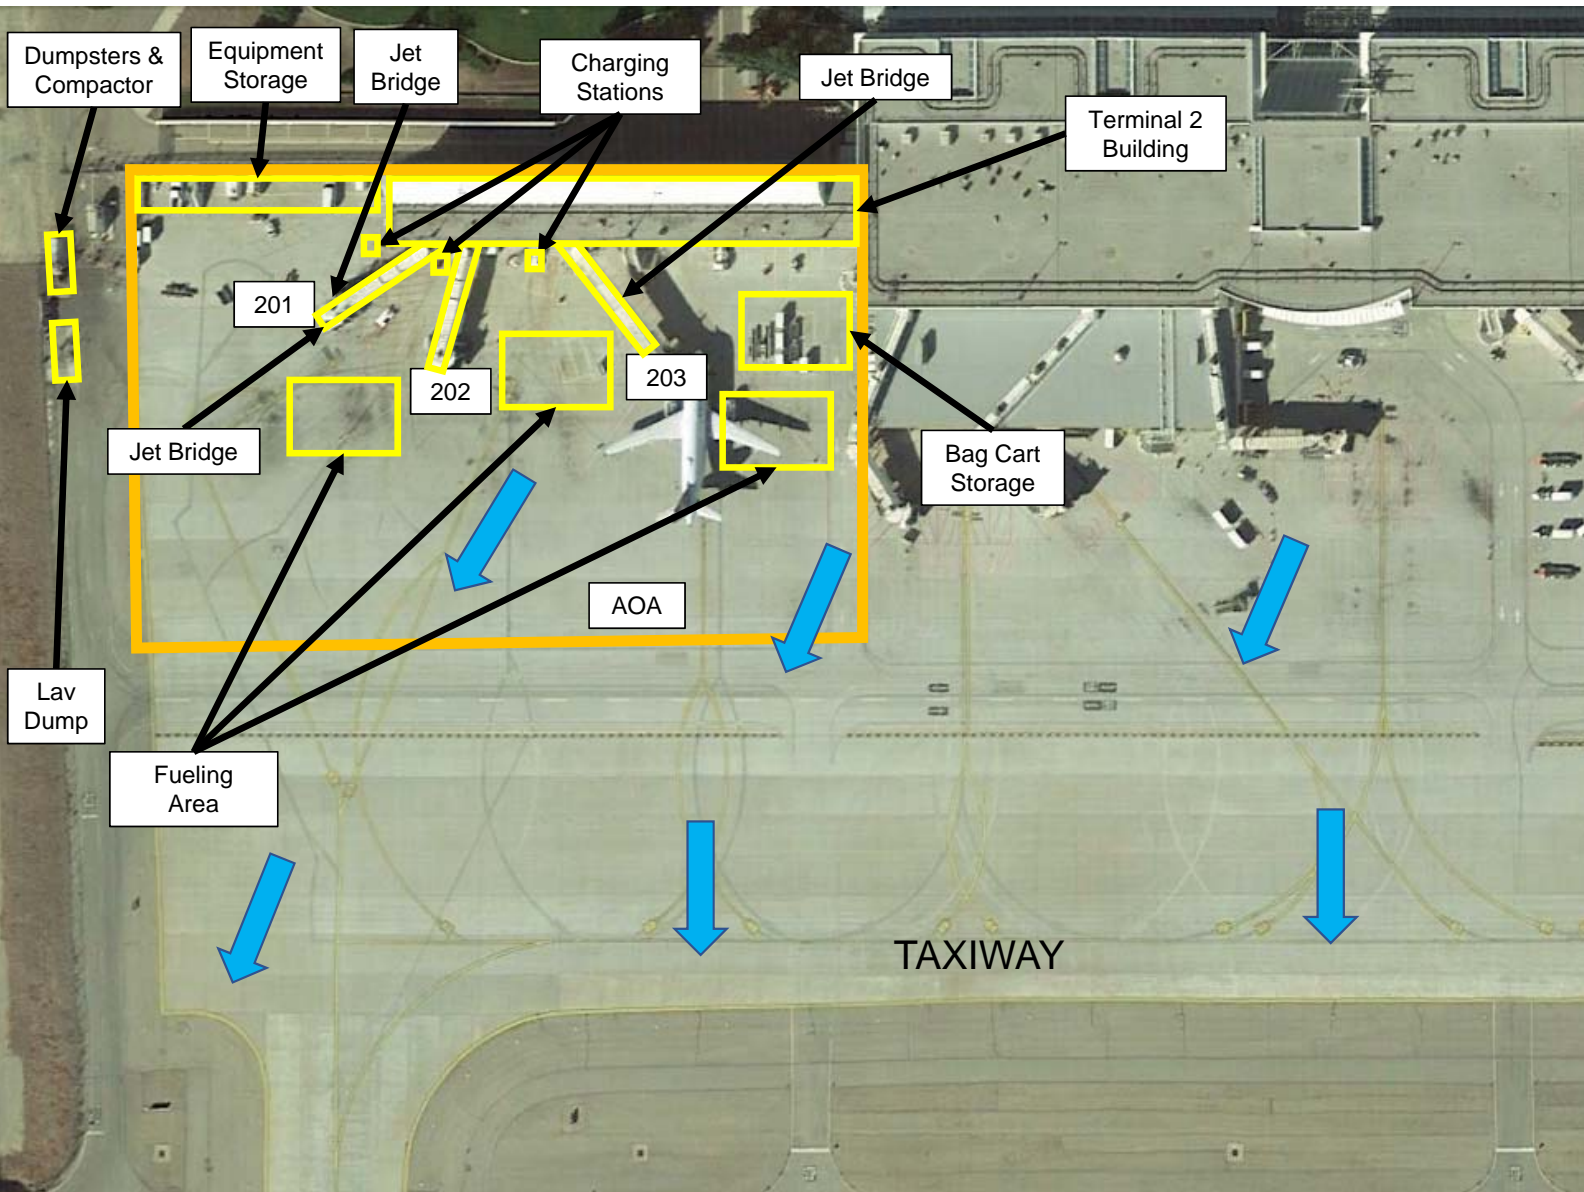 Dumpsters &
Compactor
Equipment
Storage
Jet
Bridge
Charging
Stations
Jet Bridge
Terminal 2
Building
201
202
203
Jet Bridge
Bag Cart
Storage
AOA
Lav
Dump
Fueling
Area
TAXIWAY